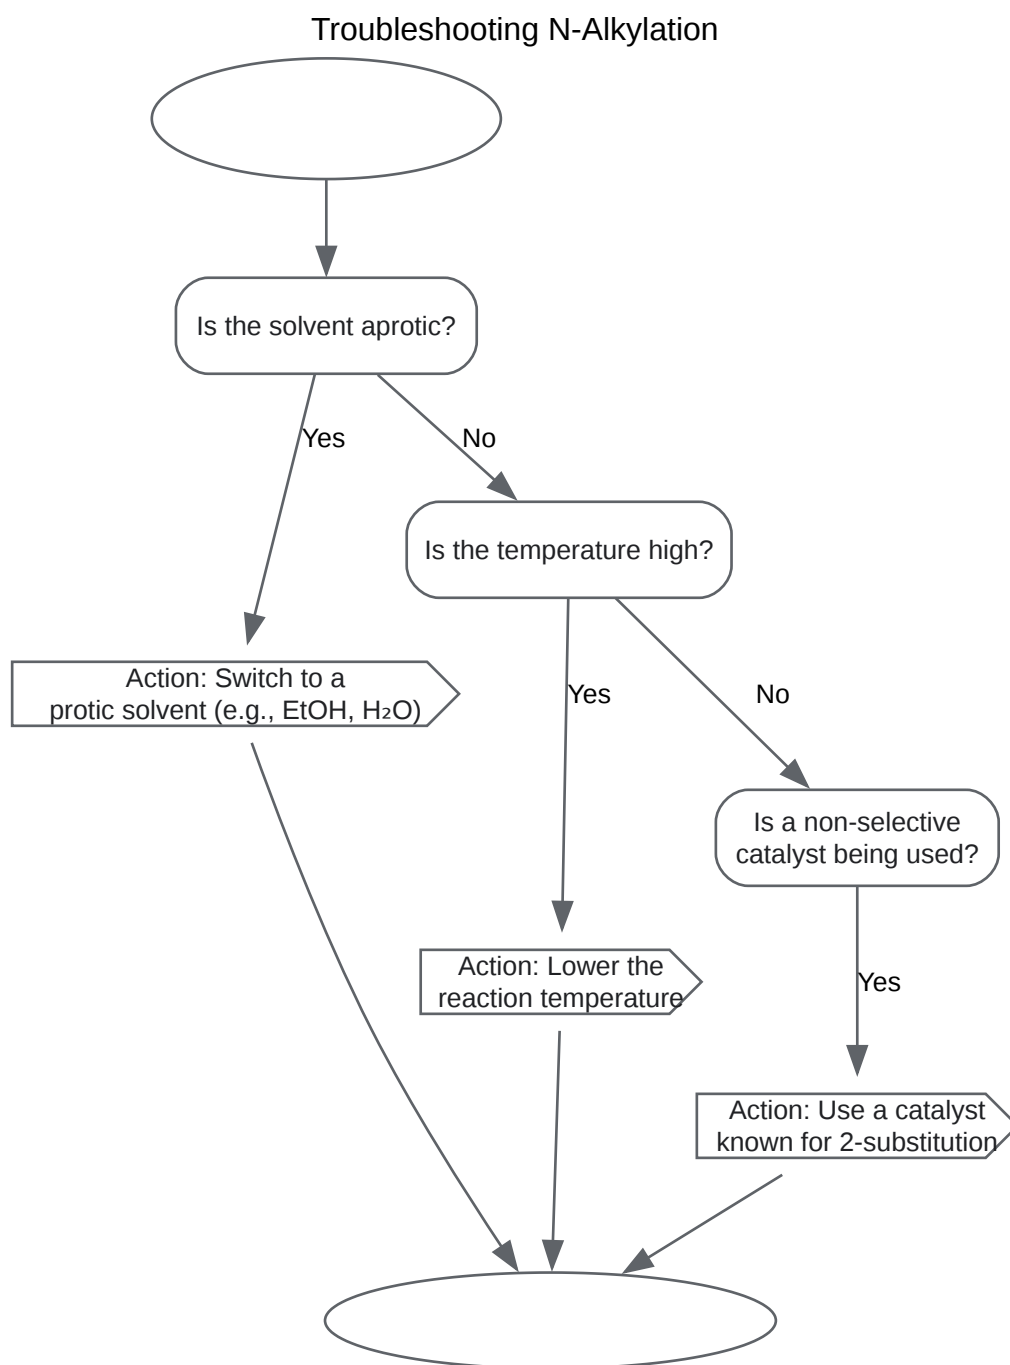 Troubleshooting N-Alkylation
Is the solvent aprotic?
Yes
No
Is the temperature high?
Action: Switch to a
protic solvent (e.g., EtOH, H₂O)
Yes
No
Is a non-selective
catalyst being used?
Action: Lower the
reaction temperature
Yes
Action: Use a catalyst
known for 2-substitution